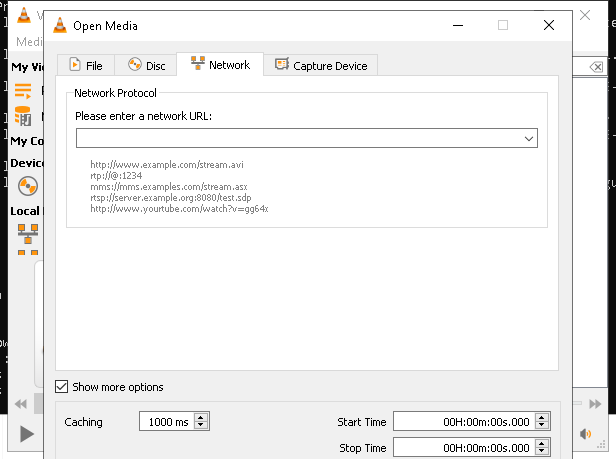 Open Media
Medi
File
Disc
Network
Capture Device
My Vi
My Co
Device
Local
Network Protocol
Please enter a network URL:
http://www.example.com/stream.avi
rtp://@:1234
mms://mms.examples.com/stream.asx
rtsp://server.example.org:8080/test.sdp
http://www.yourtube.com/watch?v=gg64x
Show more options
Caching
1000 ms
Start Time
00H:00m:00s.000
Stop Time
00H:00m:00s.000